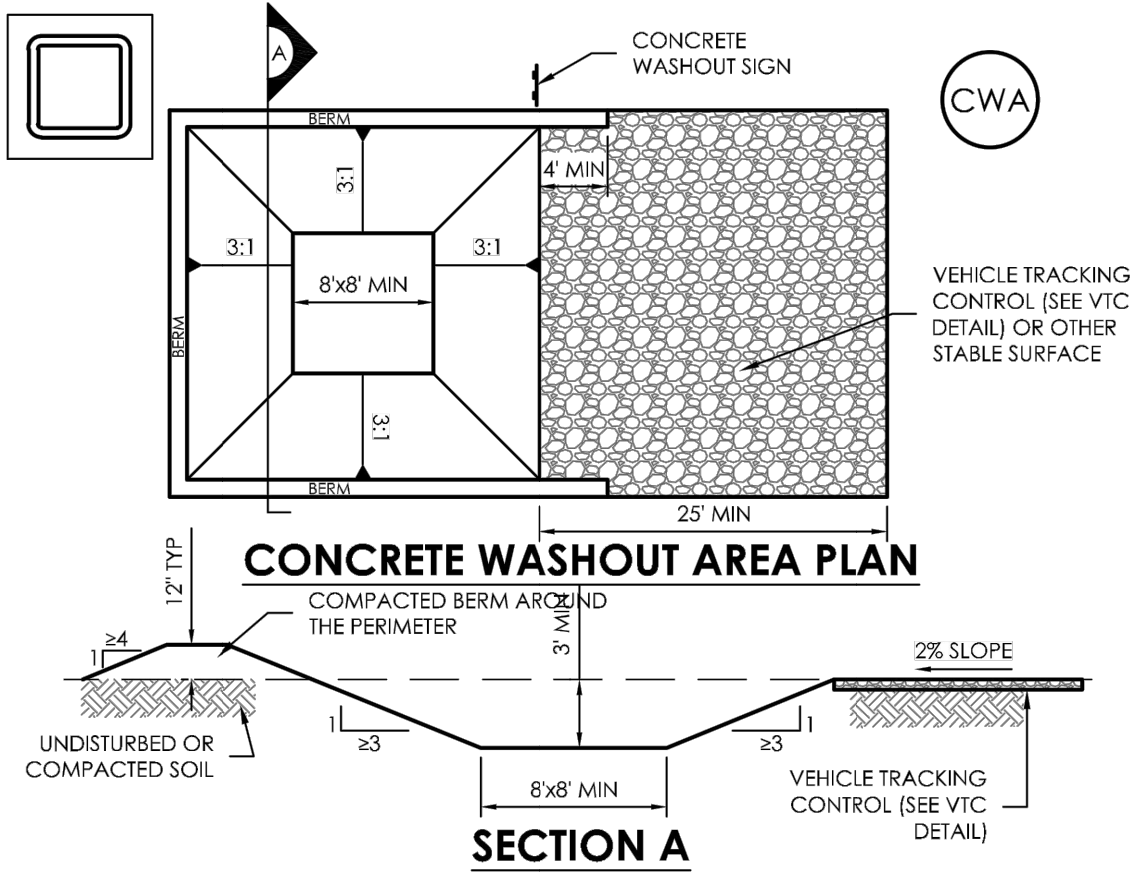 A
CONCRETE
WASHOUT SIGN
CWA
BERM
4' MIN
3:1
3:1
3:1
8'x8' MIN
BERM
3:1
BERM
VEHICLE TRACKING
CONTROL (SEE VTC
DETAIL) OR OTHER
STABLE SURFACE
25' MIN
CONCRETE WASHOUT AREA PLAN
12" TYP
COMPACTED BERM AROUND
THE PERIMETER
3' MIN
1
≥4
2% SLOPE
1
≥3
1
≥3
UNDISTURBED OR
COMPACTED SOIL
8'x8' MIN
VEHICLE TRACKING
CONTROL (SEE VTC
DETAIL)
SECTION A